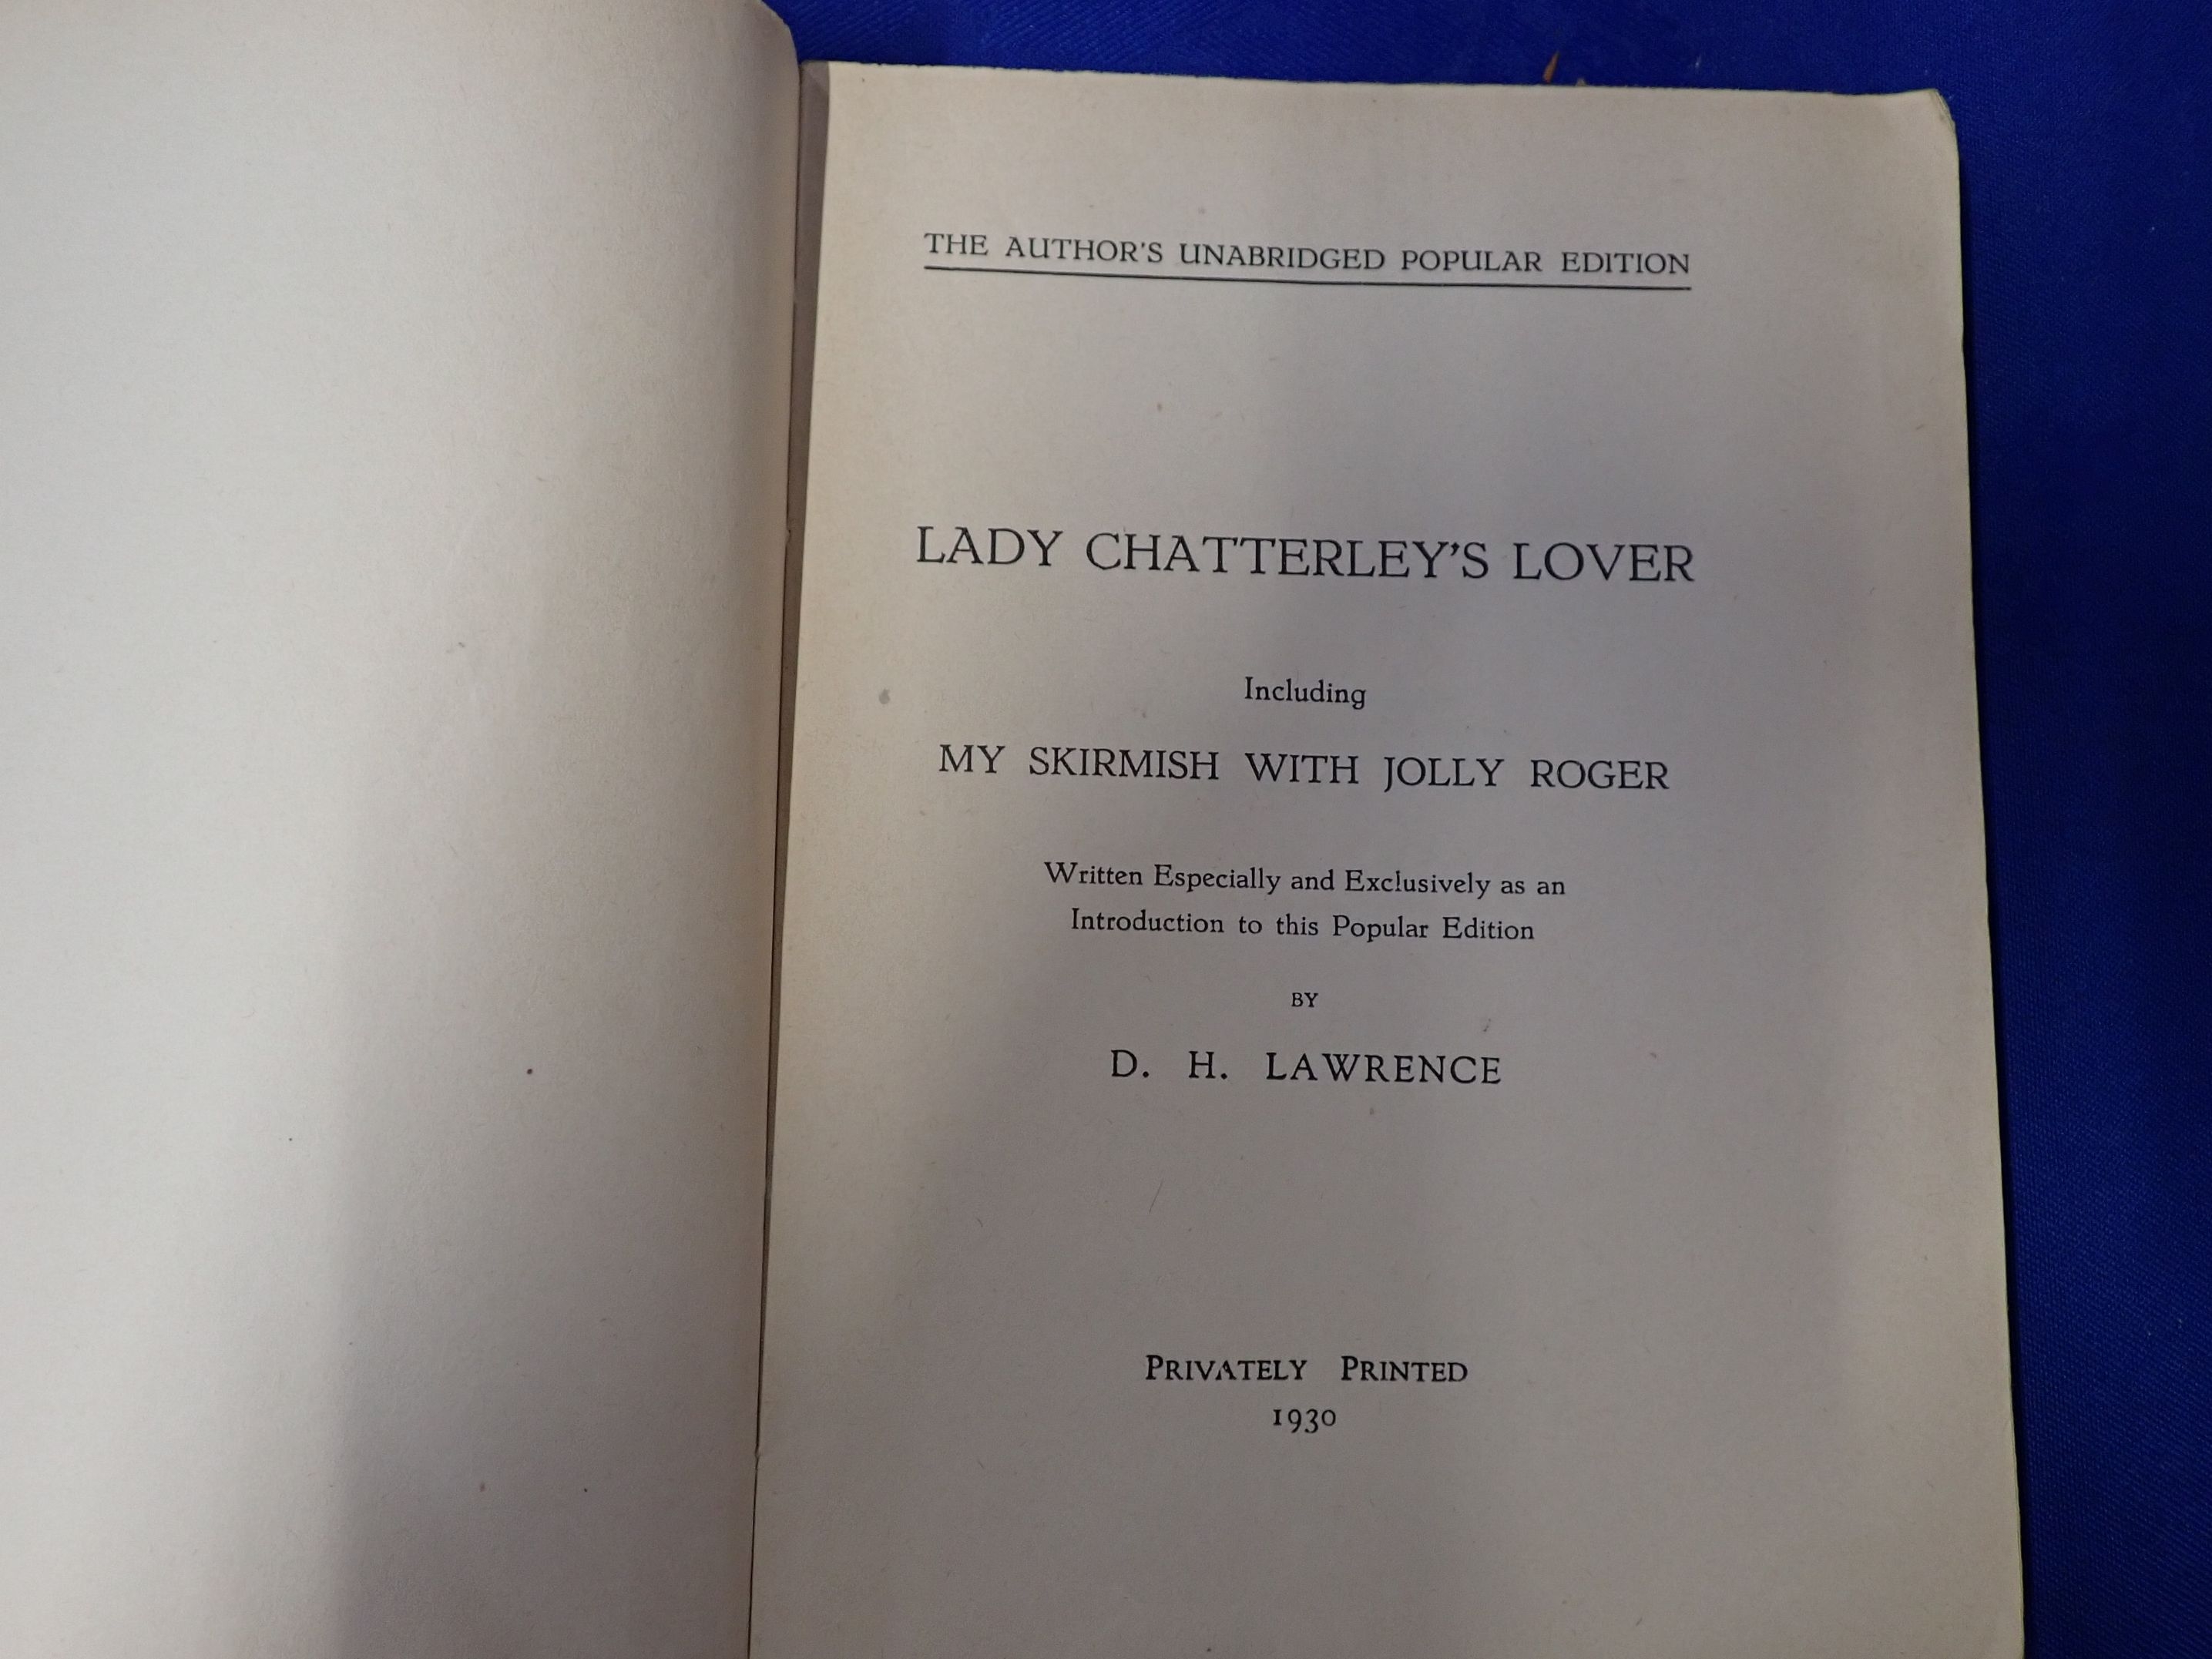 THE AUTHOR'S UNABRIDGED POPULAR EDITION
LADY CHATTERLEY'S LOVER
Including
MY SKIRMISH WITH JOLLY ROGER
Written Especially and Exclusively as an
Introduction to this Popular Edition
BY
D. H. LAWRENCE
PRIVATELY PRINTED
1930